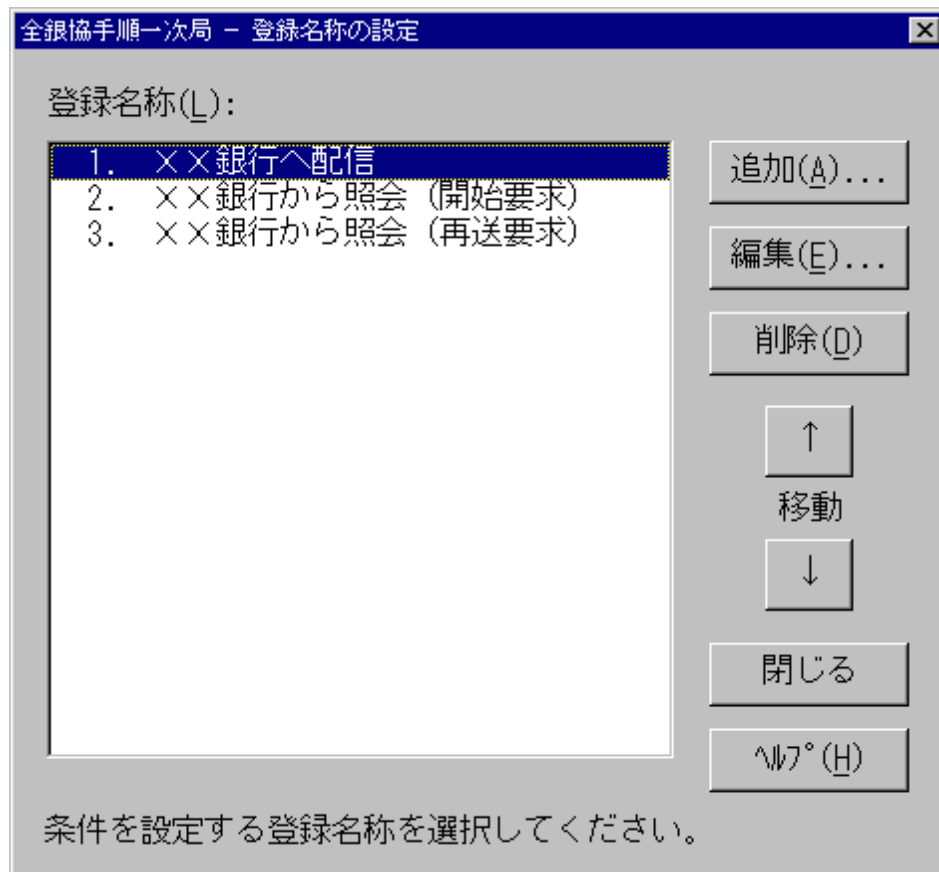 全銀協手順一次局 － 登録名称の設定
登録名称(L):
1. ××銀行へ配信
2. ××銀行から照会（開始要求）
3. ××銀行から照会（再送要求）
追加(A)...
編集(E)...
削除(D)
↑
移動
↓
閉じる
ﾍﾙﾌﾟ(H)
条件を設定する登録名称を選択してください。